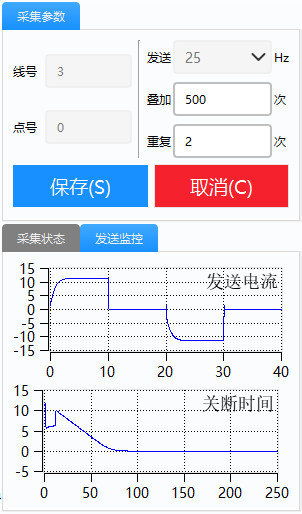 采集参数
线号 3
点号 0
发送 25 Hz
叠加 500 次
重复 2 次
保存(S) 取消(C)
采集状态 发送监控
发送电流
15
10
5
0
-5
-10
-15
0 10 20 30 40
关断时间
15
10
5
0
-5
0 50 100 150 200 250